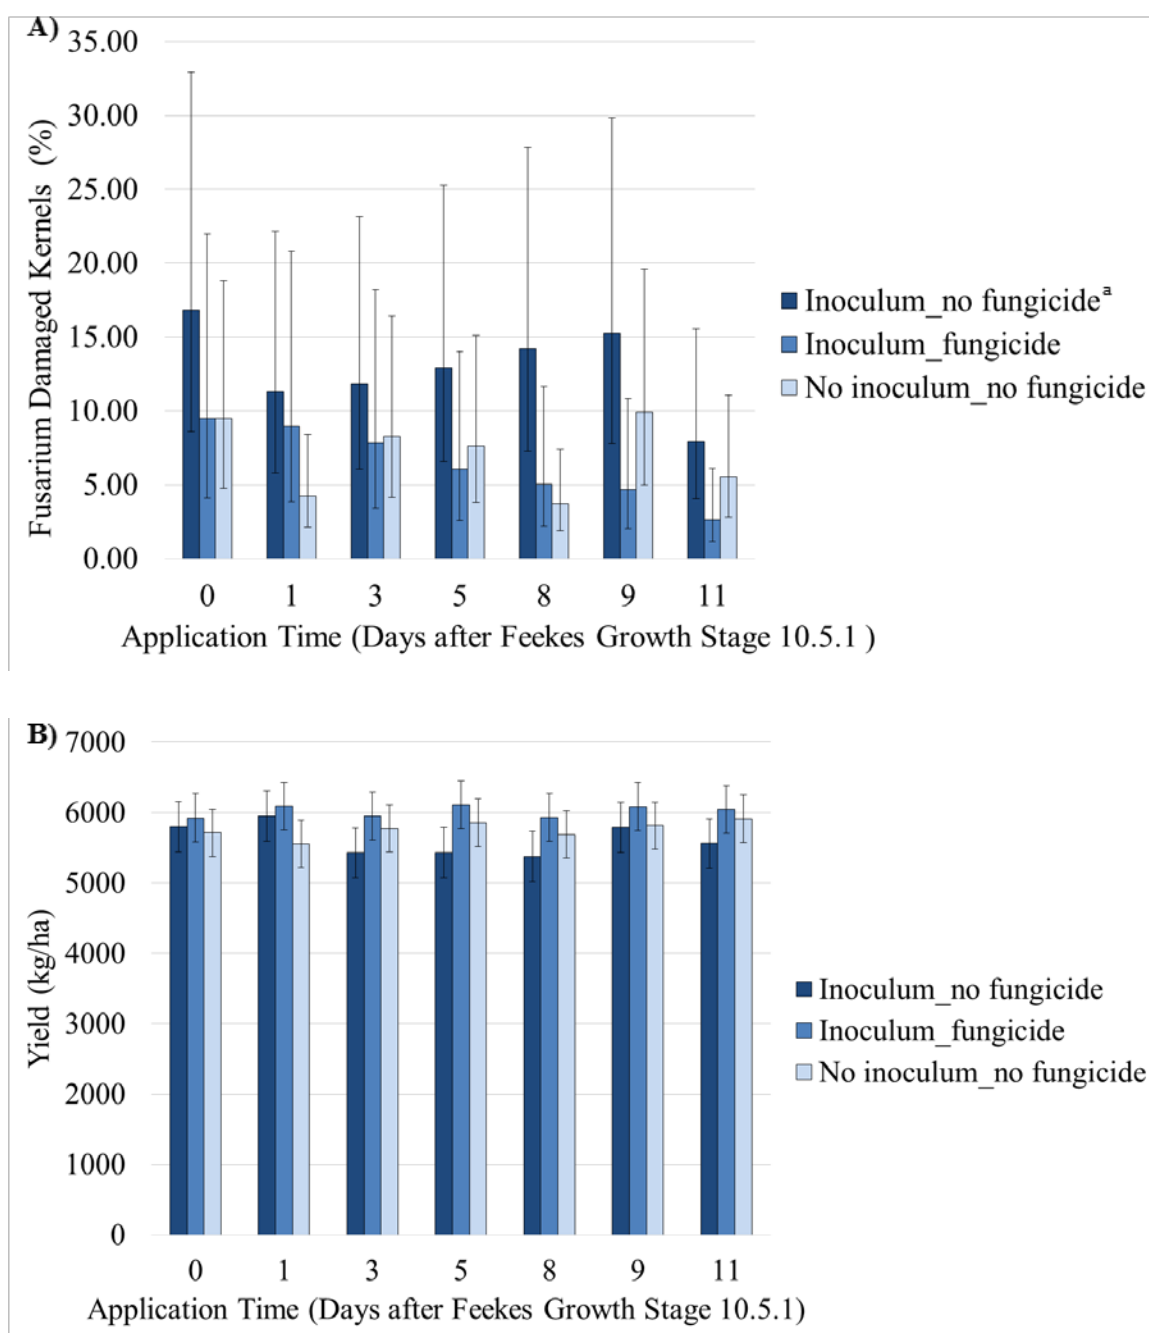 A)
35.00
30.00
25.00
20.00
15.00
10.00
5.00
0.00
Fusarium Damaged Kernels (%)
0 1 3 5 8 9 11
Application Time (Days after Feekes Growth Stage 10.5.1 )
Inoculum_no fungicideᵃ
Inoculum_fungicide
No inoculum_no fungicide
B)
7000
6000
5000
4000
3000
2000
1000
0
Yield (kg/ha)
0 1 3 5 8 9 11
Application Time (Days after Feekes Growth Stage 10.5.1)
Inoculum_no fungicide
Inoculum_fungicide
No inoculum_no fungicide